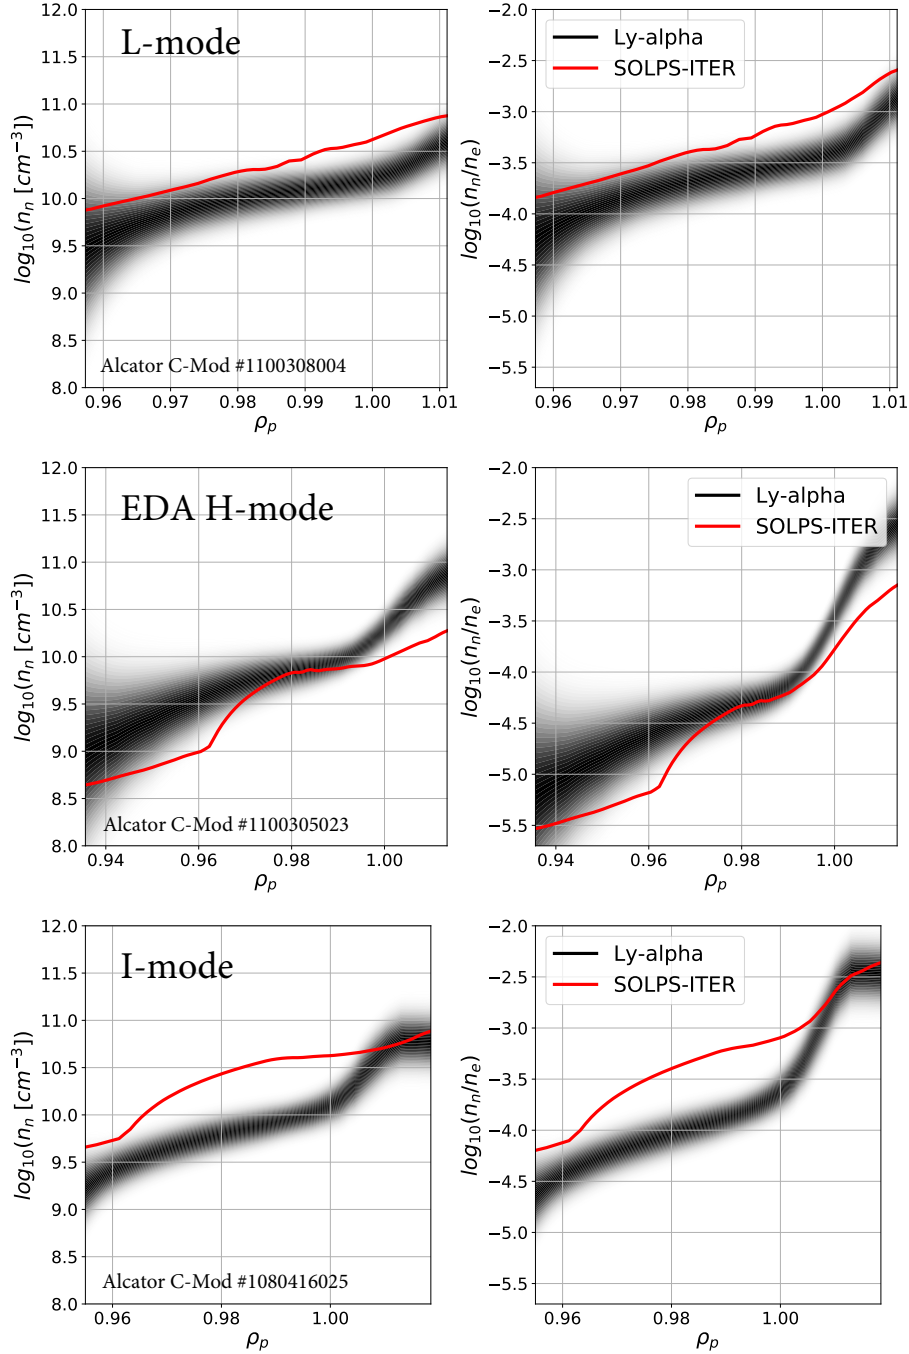 L-mode
log10(nn [cm−3])
12.0
11.5
11.0
10.5
10.0
9.5
9.0
8.5
8.0
Alcator C-Mod #1100308004
0.96 0.97 0.98 0.99 1.00 1.01
ρp
Ly-alpha
SOLPS-ITER
log10(nn/ne)
−2.0
−2.5
−3.0
−3.5
−4.0
−4.5
−5.0
−5.5
0.96 0.97 0.98 0.99 1.00 1.01
ρp
EDA H-mode
log10(nn [cm−3])
12.0
11.5
11.0
10.5
10.0
9.5
9.0
8.5
8.0
Alcator C-Mod #1100305023
0.94 0.96 0.98 1.00
ρp
Ly-alpha
SOLPS-ITER
log10(nn/ne)
−2.0
−2.5
−3.0
−3.5
−4.0
−4.5
−5.0
−5.5
0.94 0.96 0.98 1.00
ρp
I-mode
log10(nn [cm−3])
12.0
11.5
11.0
10.5
10.0
9.5
9.0
8.5
8.0
Alcator C-Mod #1080416025
0.96 0.98 1.00
ρp
Ly-alpha
SOLPS-ITER
log10(nn/ne)
−2.0
−2.5
−3.0
−3.5
−4.0
−4.5
−5.0
−5.5
0.96 0.98 1.00
ρp